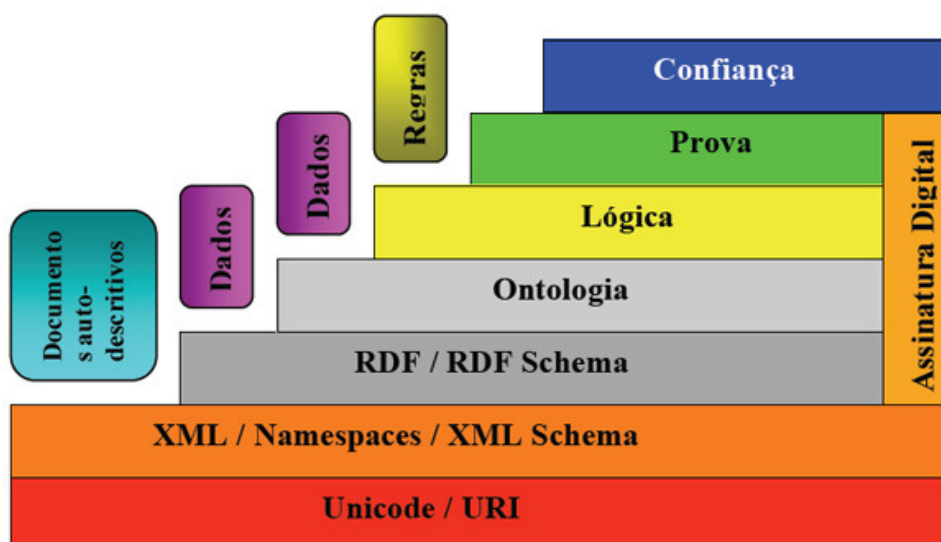 Confiança
Regras
Prova
Dados
Lógica
Assinatura Digital
Dados
Documento
s auto-
descritivos
Ontologia
RDF / RDF Schema
XML / Namespaces / XML Schema
Unicode / URI